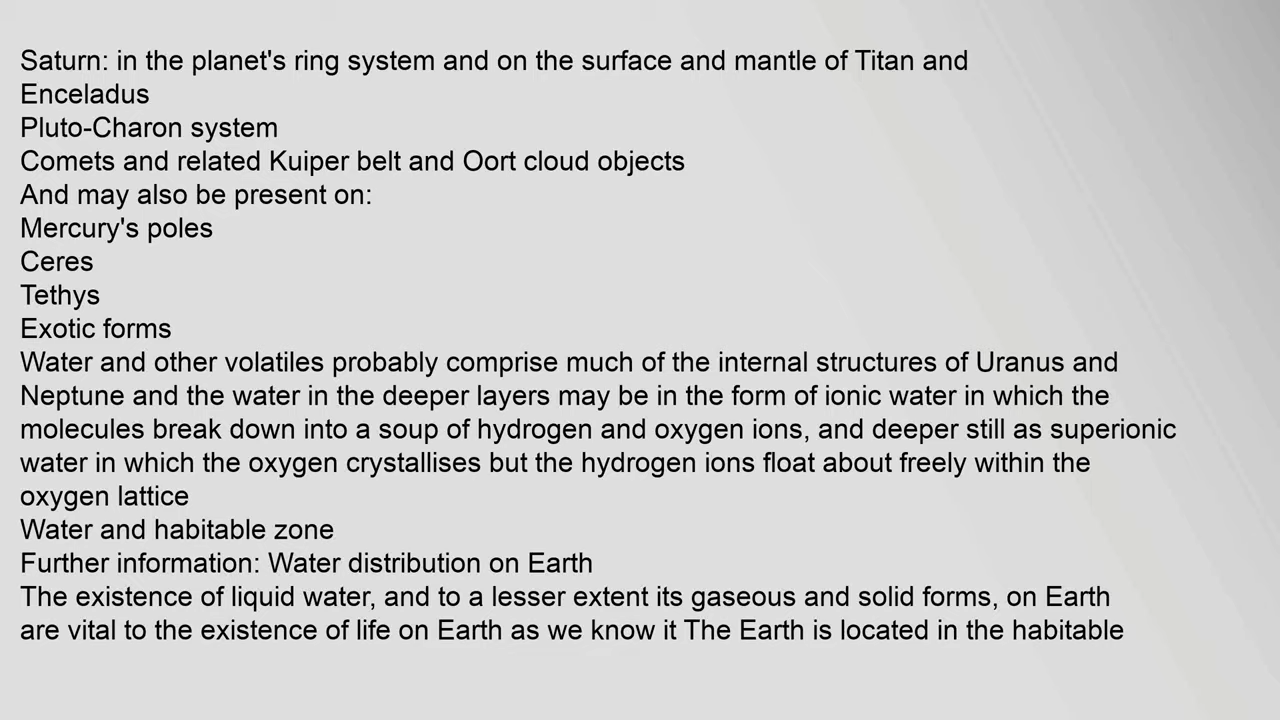 Saturn: in the planet's ring system and on the surface and mantle of Titan and
Enceladus
Pluto-Charon system
Comets and related Kuiper belt and Oort cloud objects
And may also be present on:
Mercury's poles
Ceres
Tethys
Exotic forms
Water and other volatiles probably comprise much of the internal structures of Uranus and
Neptune and the water in the deeper layers may be in the form of ionic water in which the
molecules break down into a soup of hydrogen and oxygen ions, and deeper still as superionic
water in which the oxygen crystallises but the hydrogen ions float about freely within the
oxygen lattice
Water and habitable zone
Further information: Water distribution on Earth
The existence of liquid water, and to a lesser extent its gaseous and solid forms, on Earth
are vital to the existence of life on Earth as we know it The Earth is located in the habitable